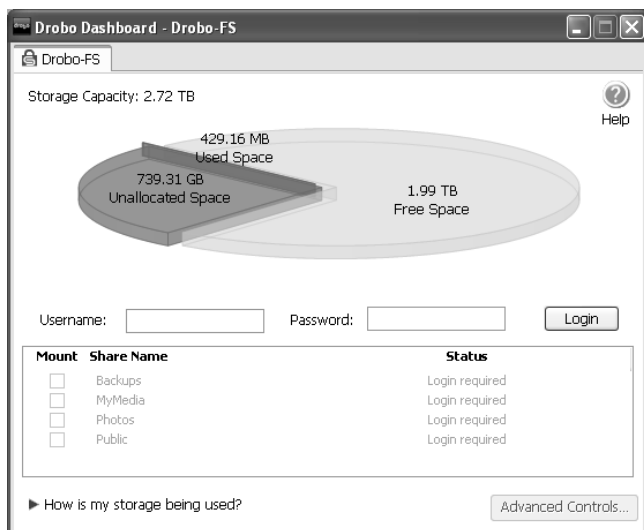 Drobo Dashboard - Drobo-FS
Drobo-FS
Storage Capacity: 2.72 TB
Help
429.16 MB
Used Space
739.31 GB
Unallocated Space
1.99 TB
Free Space
Username:
Password:
Login
Mount Share Name Status
Backups Login required
MyMedia Login required
Photos Login required
Public Login required
How is my storage being used?
Advanced Controls...